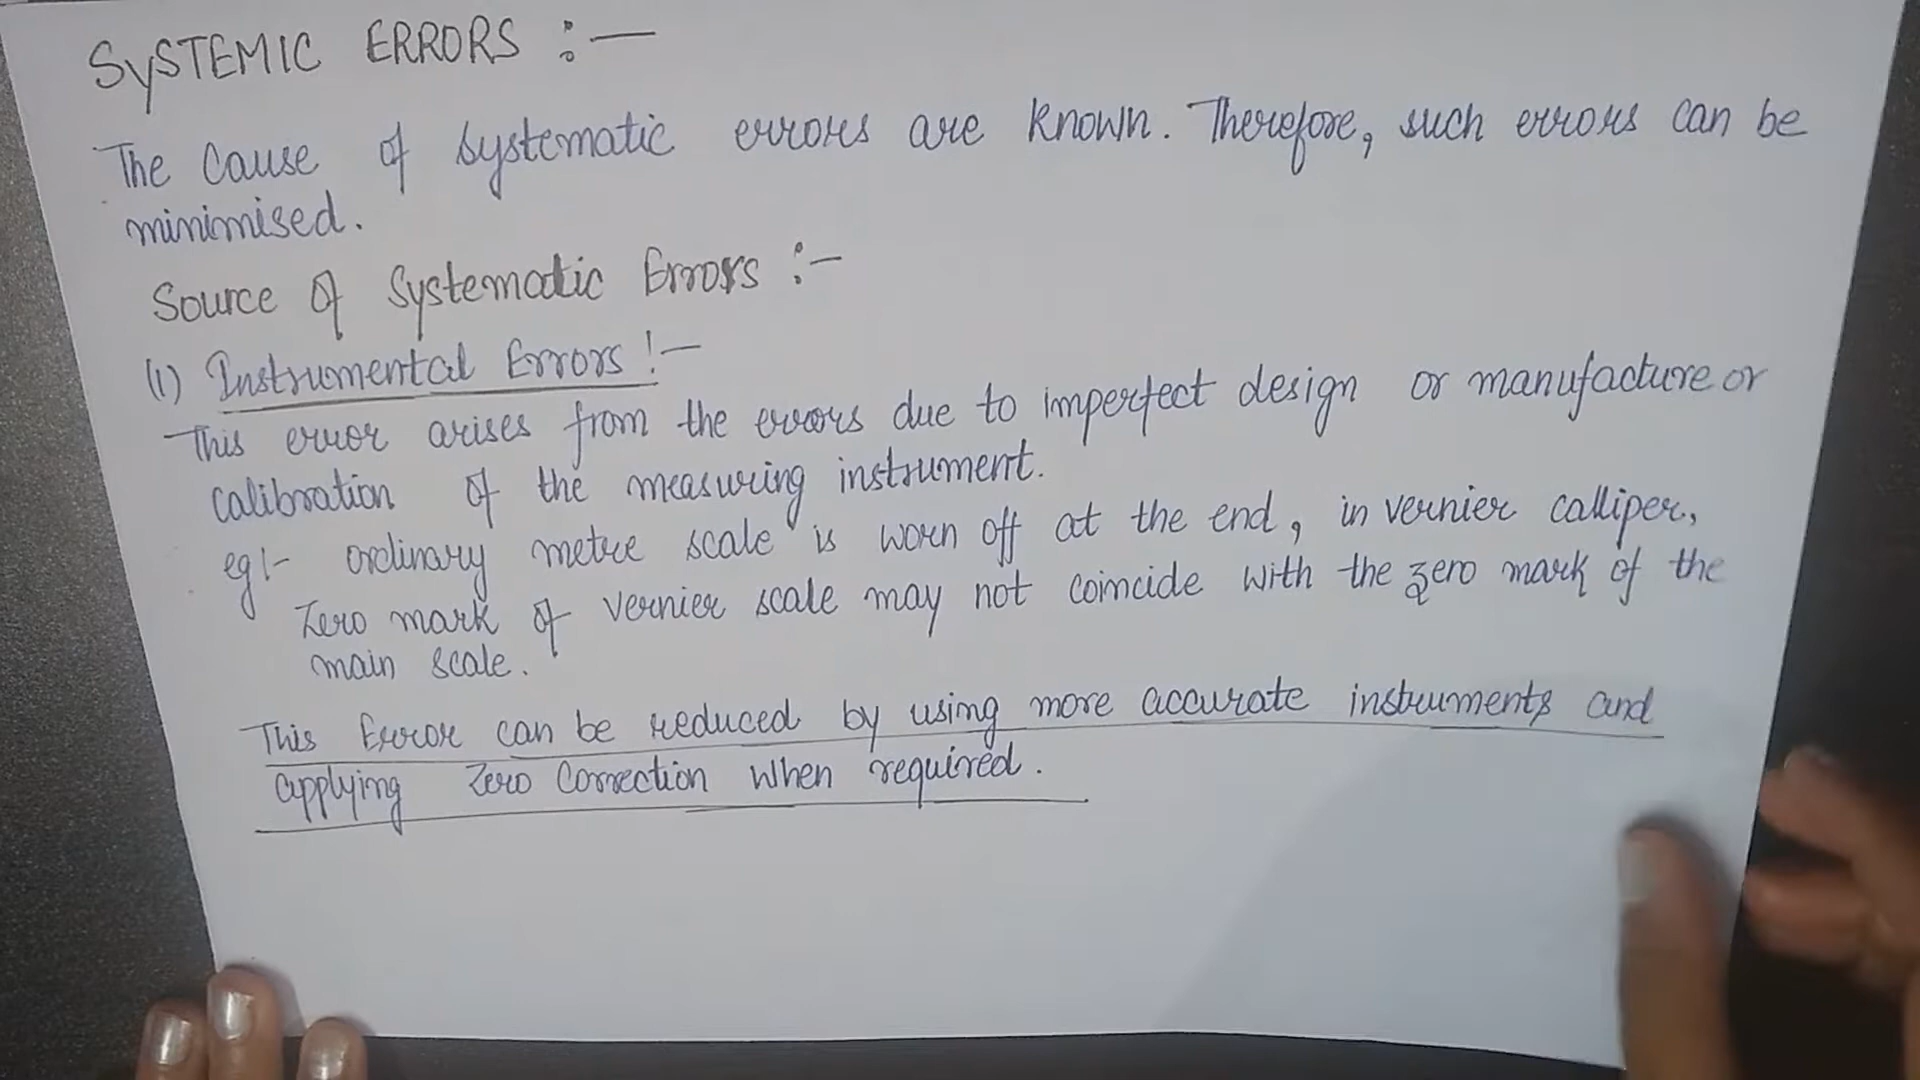 SySTEMIC ERRORS :-
The Cause of systematic errors are known. Therefore, such errors can be
minimised.
Source of Systematic Errors :-
(1) Instrumental Errors :-
This error arises from the errors due to imperfect design or manufacture or
calibration of the measuring instrument.
eg:- ordinary metre scale is worn off at the end, in vernier calliper,
Zero mark of vernier scale may not coincide with the zero mark of the
main scale.
This Error can be reduced by using more accurate instruments and
applying Zero Correction when required.